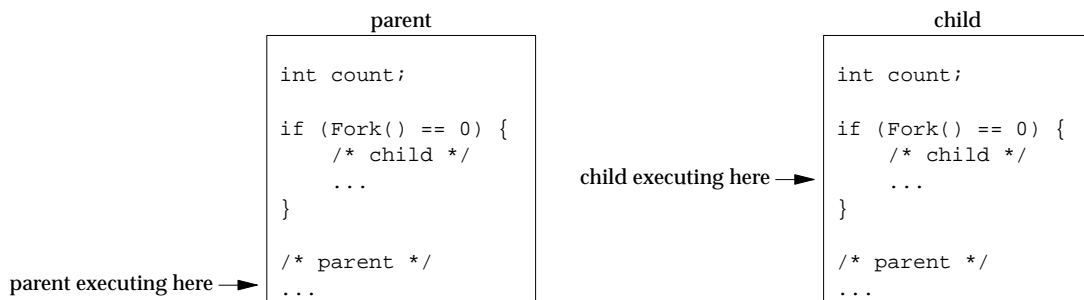 parent
int count;
if (Fork() == 0) {
/* child */
...
}
/* parent */
...
parent executing here
child
int count;
if (Fork() == 0) {
/* child */
...
}
/* parent */
...
child executing here